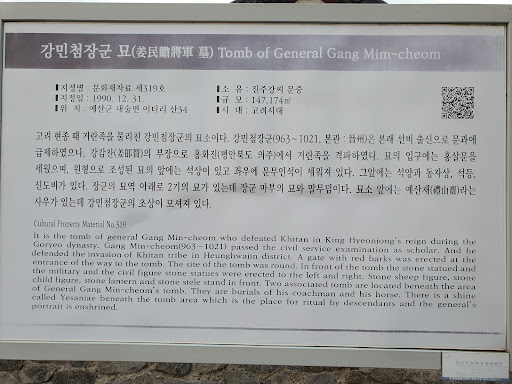 강민첨장군 묘(姜民瞻將軍 墓) Tomb of General Gang Mim-cheom
▮지정별 : 문화재자료 제319호
▮소 유 : 진주강씨 문중
▮지정일 : 1990. 12. 31.
▮규 모 : 147,174㎡
▮위 치 : 예산군 대술면 이티리 산34
▮시 대 : 고려시대
고려 현종 때 거란족을 물리친 강민첨장군의 묘소이다. 강민첨장군(963~1021, 본관 : 晉州)은 본래 선비 출신으로 문과에
급제하였으나, 강감찬(姜邯贊)의 부장으로 흥화진(평안북도 의주)에서 거란족을 격파하였다. 묘의 입구에는 홍살문을
세웠으며, 원형으로 조성된 묘의 앞에는 석상이 있고 좌우에 문무인석이 세워져 있다. 그앞에는 석양과 동자상, 석등,
신도비가 있다. 장군의 묘역 아래로 2기의 묘가 있는데 장군 마부의 묘와 말무덤이다. 묘소 앞에는 예산재(禮山齋)라는
사우가 있는데 강민첨장군의 초상이 모셔져 있다.
Cultural Property Material No.319
It is the tomb of general Gang Min-cheom who defeated Khitan in King Hyeonjong's reign during the
Goryeo dynasty. Gang Min-cheom(963~1021) passed the civil service examination as scholar. And he
defended the invasion of Khitan tribe in Heunghwajin district. A gate with red barks was erected at the
entrance of the way to the tomb. The site of the tomb was round. In front of the tomb the stone statued and
the military and the civil figure stone statues were erected to the left and right. Stone sheep figure, stone
child figure, stone lantern and stone stele stand in front. Two associated tomb are located beneath the area
of General Gang Min-cheom's tomb. They are burials of his coachman and his horse. There is a shine
called Yesaniae beneath the tomb area which is the place for ritual by descendants and the general's
portrait is enshrined.